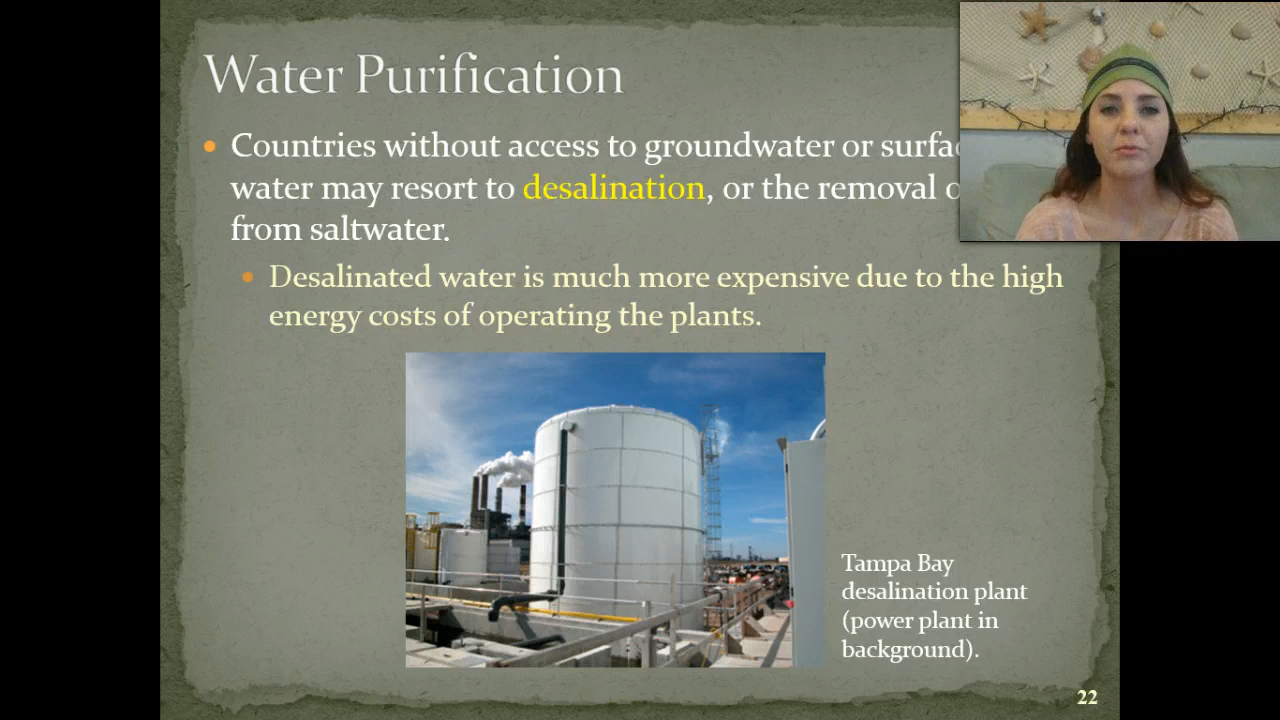 Water Purification
Countries without access to groundwater or
water may resort to desalination, or the removal
from saltwater.
Desalinated water is much more expensive due to the high
energy costs of operating the plants.
Tampa Bay
desalination plant
(power plant in
background).
22